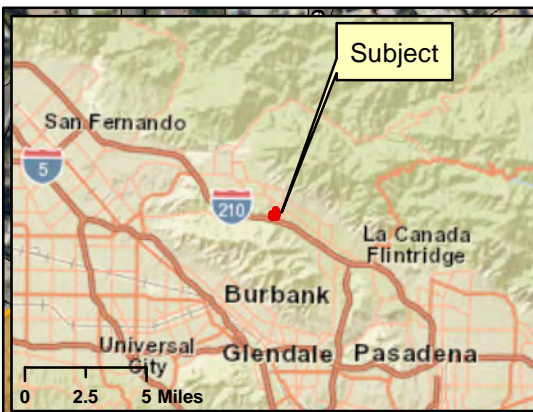 Subject
San Fernando
5
210
La Canada
Flintridge
Burbank
Universal
City
Glendale
Pasadena
0 2.5 5 Miles